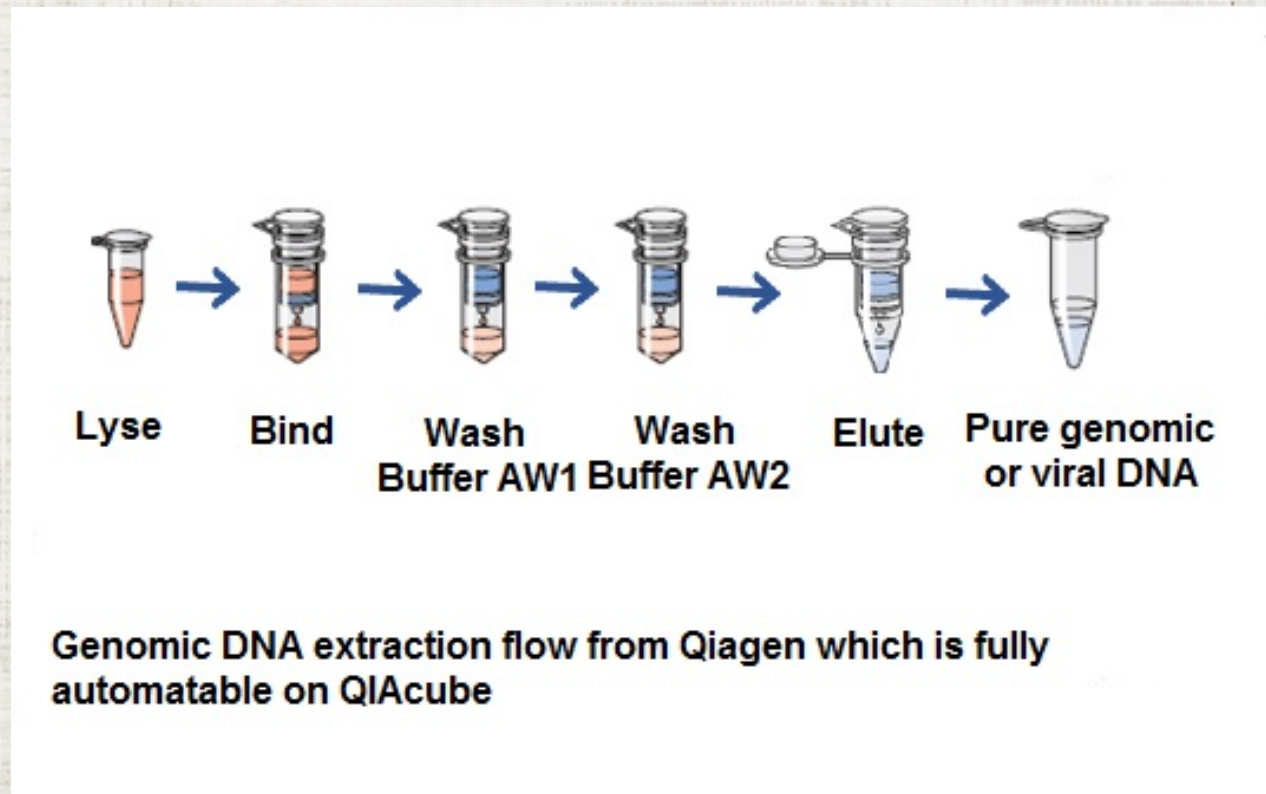 Lyse
Bind
Wash
Buffer AW1
Wash
Buffer AW2
Elute
Pure genomic
or viral DNA
Genomic DNA extraction flow from Qiagen which is fully
automatable on QIAcube